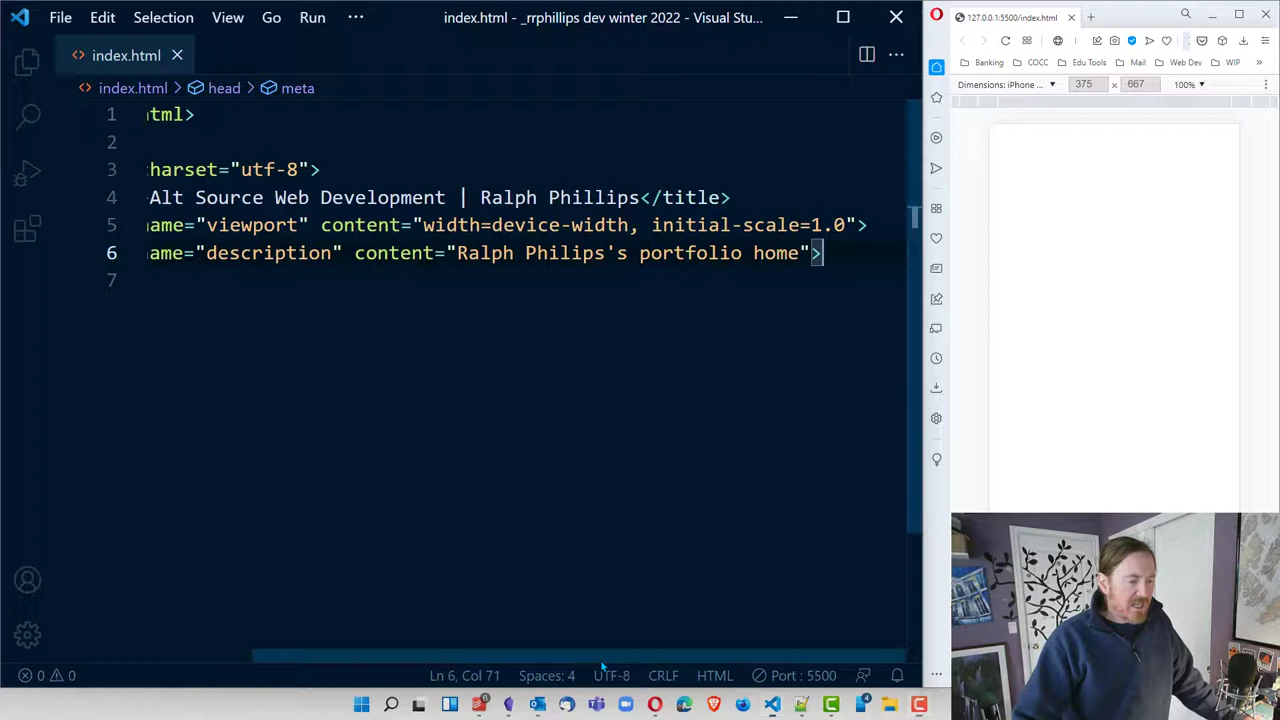 File Edit Selection View Go Run ··· index.html - _rrphillips dev winter 2022 - Visual Stu...
127.0.0.1:5500/index.html
index.html
index.html > head > meta
Banking COCC Edu Tools Mail Web Dev WIP »
Dimensions: iPhone ... 375 × 667 100%
1 html>
2
3 charset="utf-8">
4 Alt Source Web Development | Ralph Phillips</title>
5 name="viewport" content="width=device-width, initial-scale=1.0">
6 name="description" content="Ralph Philips's portfolio home">
7
0 0 Ln 6, Col 71 Spaces: 4 UTF-8 CRLF HTML Port : 5500